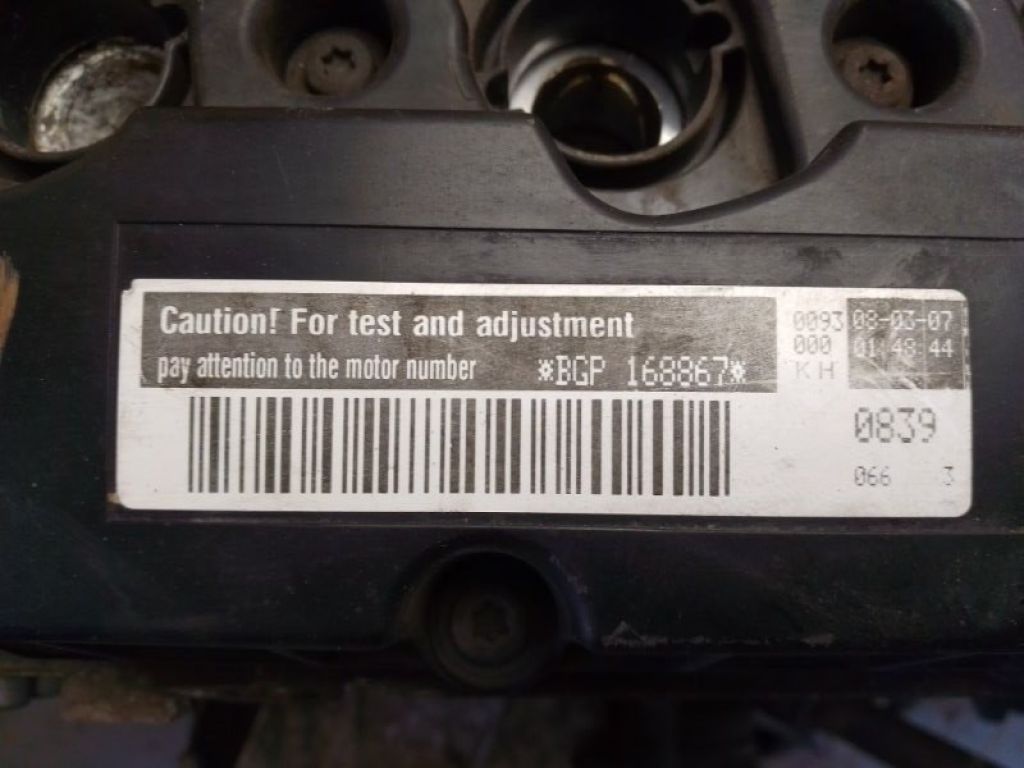 Caution! For test and adjustment
pay attention to the motor number *BGP 168867*
0093 08-03-07
000 01:48:44
KH
0839
066 3